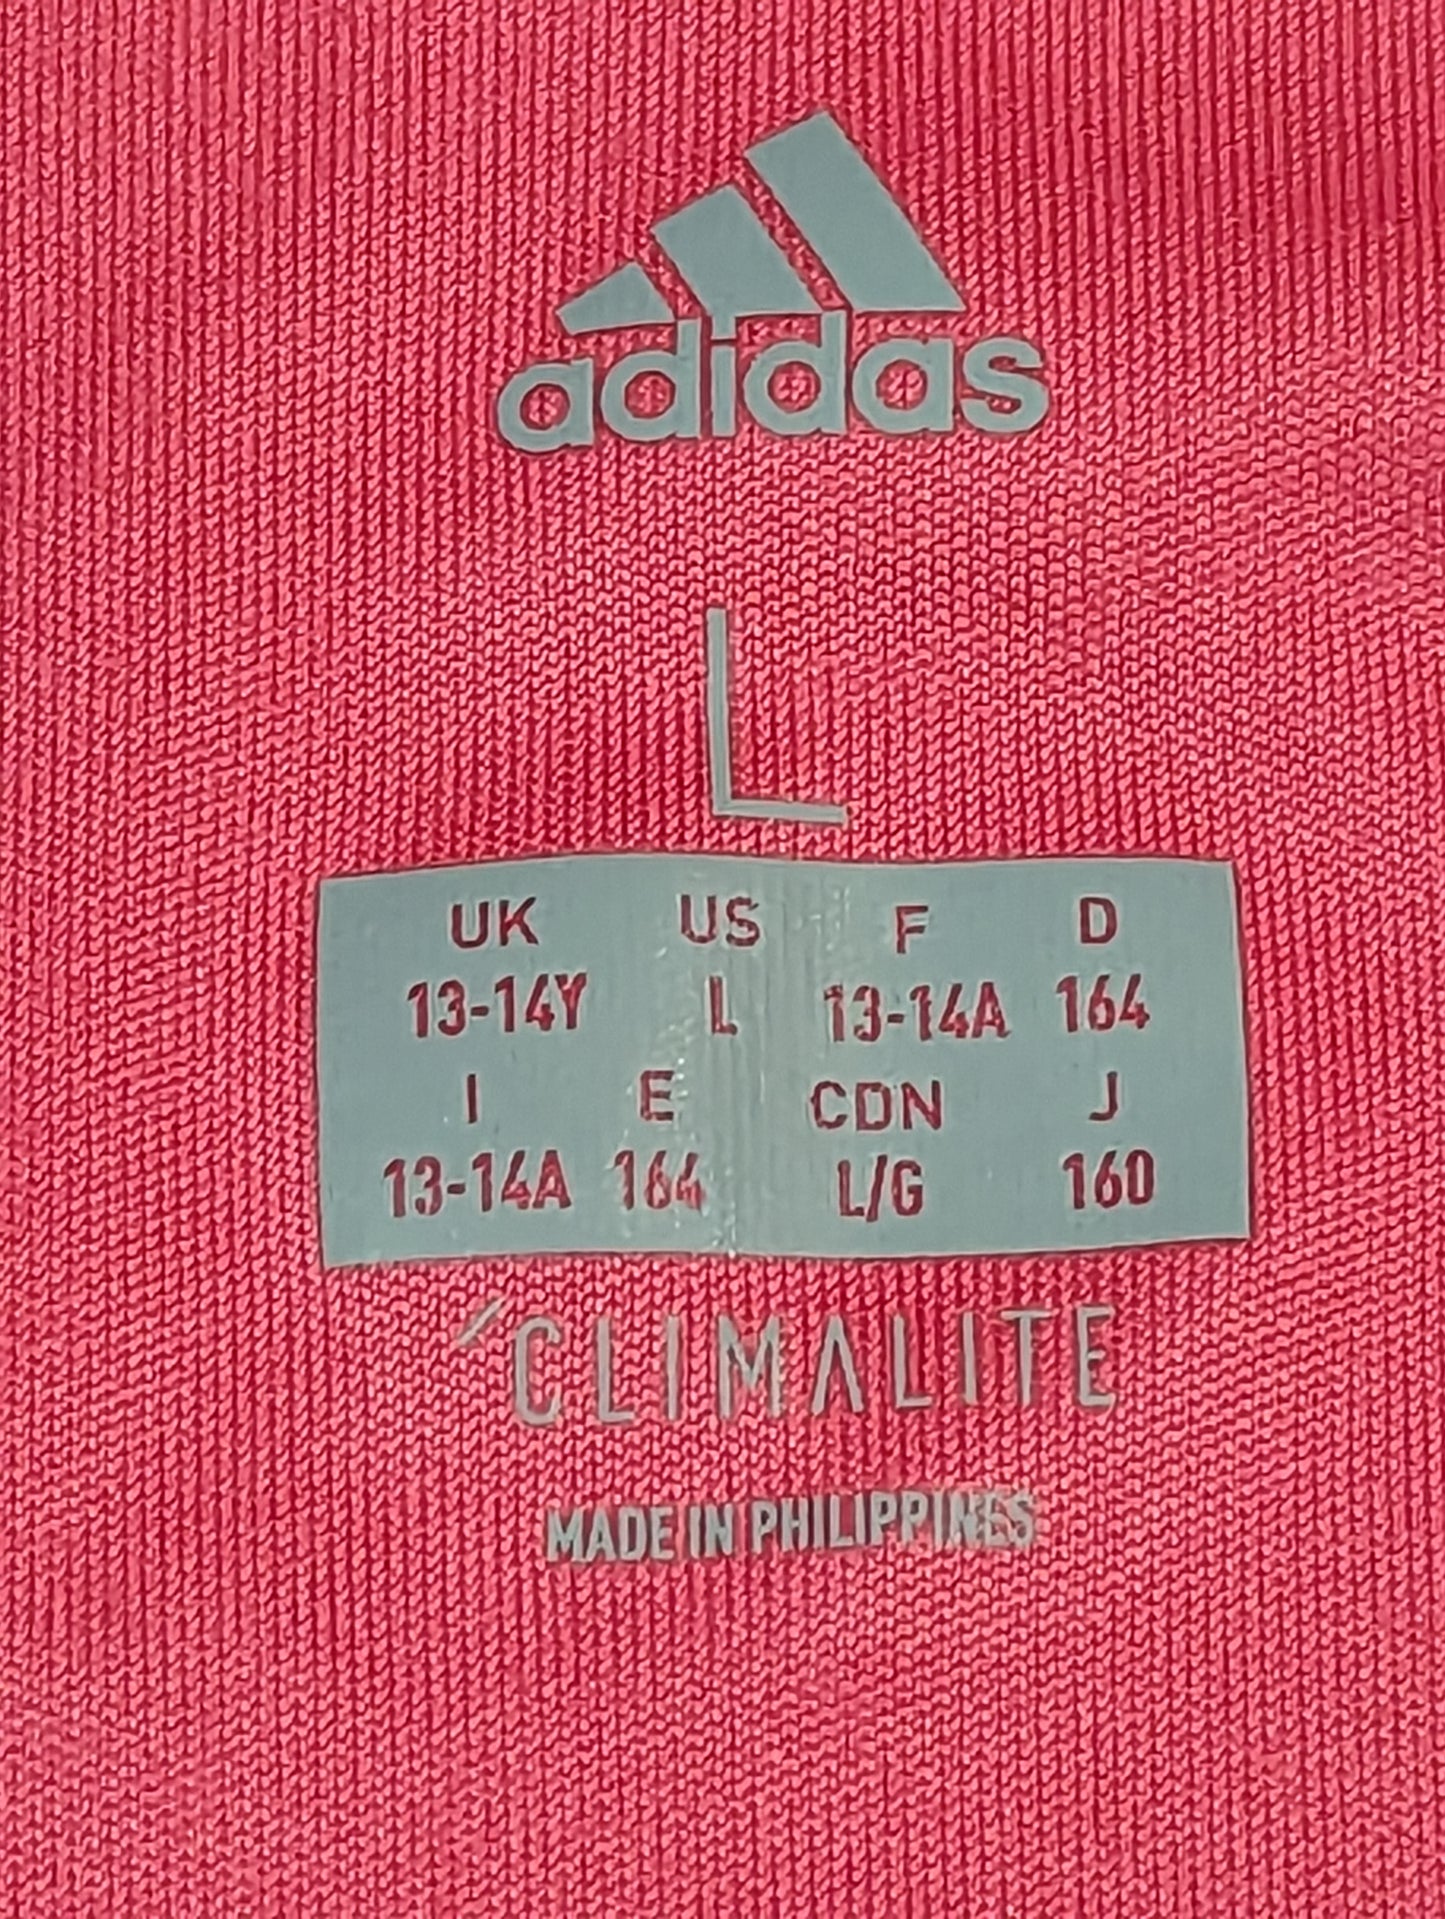 adidas
L
UK US F D
13-14Y L 13-14A 164
I E CDN J
13-14A 164 L/G 160
´CLIMALITE
MADE IN PHILIPPINES